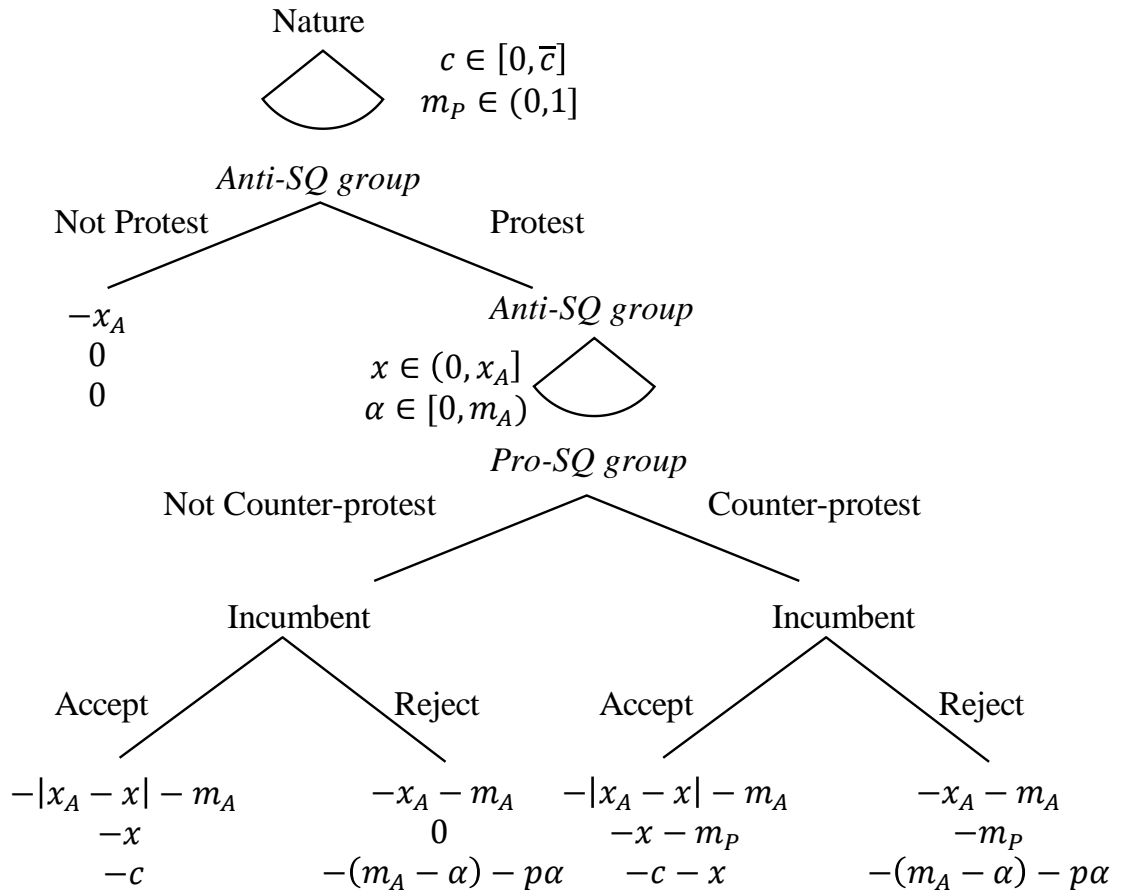 Nature
c ∈ [0, c̅]
m_P ∈ (0,1]
Anti-SQ group
Not Protest Protest
−x_A
0
0
Anti-SQ group
x ∈ (0, x_A]
α ∈ [0, m_A)
Pro-SQ group
Not Counter-protest Counter-protest
Incumbent Incumbent
Accept Reject Accept Reject
−|x_A − x| − m_A −x_A − m_A −|x_A − x| − m_A −x_A − m_A
−x 0 −x − m_P −m_P
−c −(m_A − α) − pα −c − x −(m_A − α) − pα